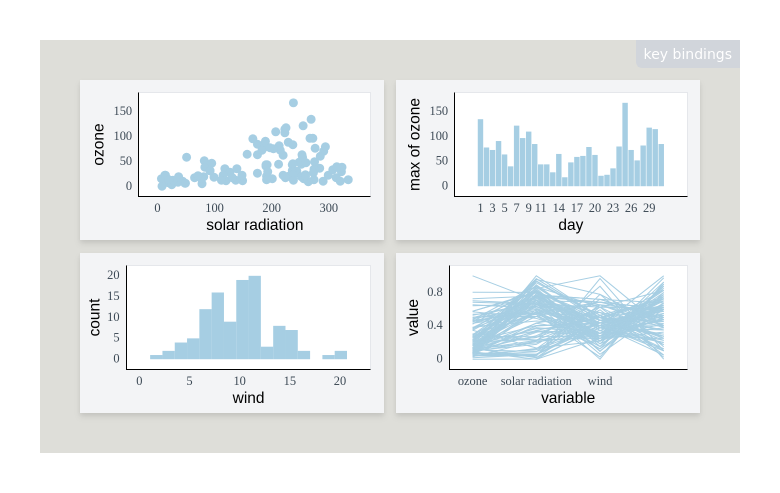 key bindings
ozone
150
100
50
0
0 100 200 300
solar radiation
max of ozone
150
100
50
0
1 3 5 7 9 11 14 17 20 23 26 29
day
count
20
15
10
5
0
0 5 10 15 20
wind
value
0.8
0.4
0
ozone solar radiation wind
variable